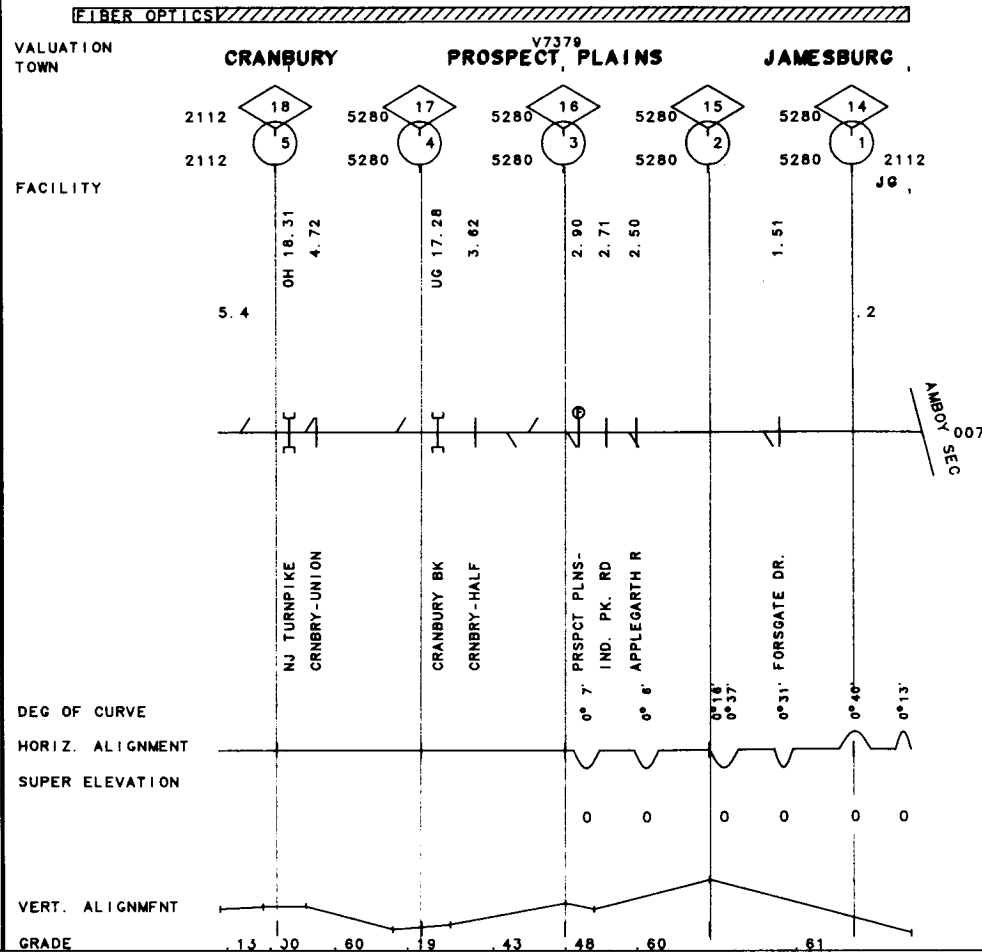 FIBER OPTICS
VALUATION V7379
TOWN CRANBURY PROSPECT PLAINS JAMESBURG
18 17 16 15 14
2112 5280 5280 5280 5280
5 4 3 2 1
2112 5280 5280 5280 5280 2112
FACILITY JG
OH 18.31
4.72
UG 17.28
3.62
2.90
2.71
2.50
1.51
5.4 .2
P
AMBOY SEC
007
NJ TURNPIKE
CRNBRY-UNION
CRANBURY BK
CRNBRY-HALF
PRSPCT PLNS-
IND. PK. RD
APPLEGARTH R
FORSGATE DR.
DEG OF CURVE 0° 7' 0° 6' 0°16' 0°37' 0°31' 0°40' 0°13'
HORIZ. ALIGNMENT
SUPER ELEVATION
0 0 0 0 0 0
VERT. ALIGNMENT
GRADE .13 .30 .60 .19 .43 .48 .60 .61